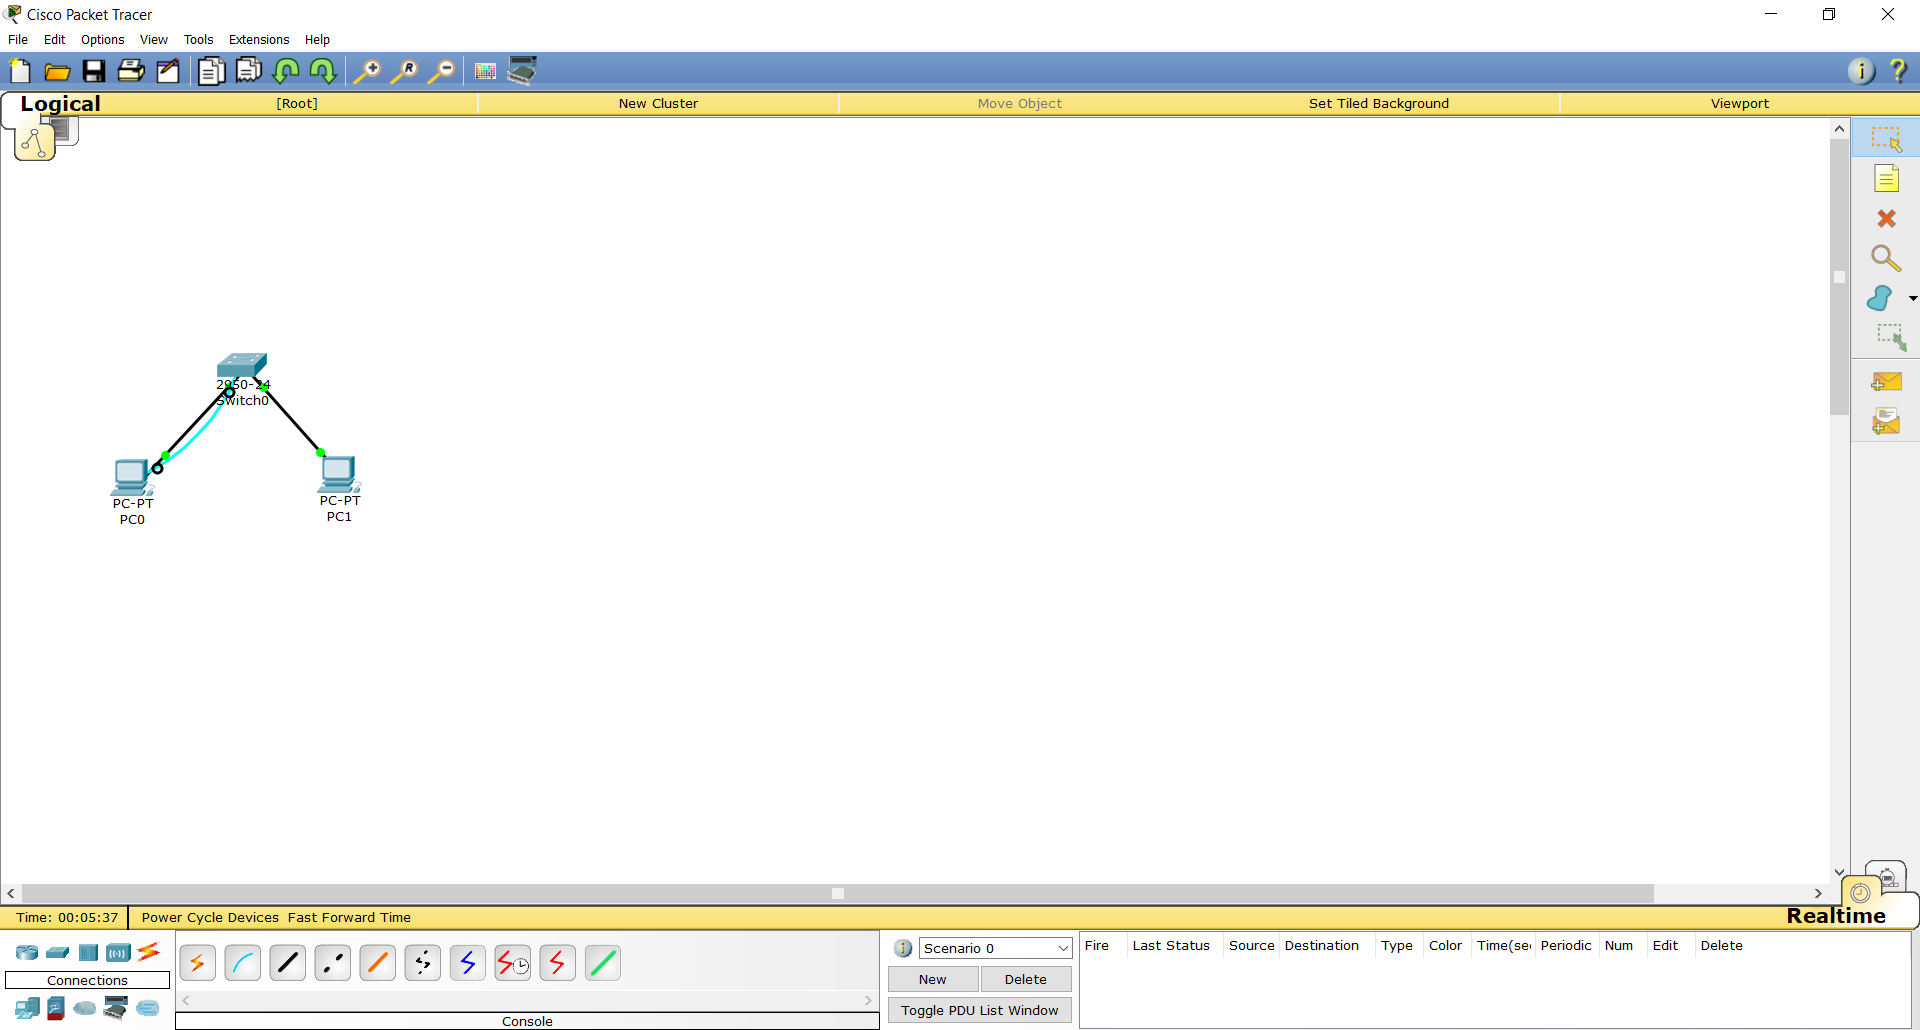 Cisco Packet Tracer
File Edit Options View Tools Extensions Help
Logical [Root] New Cluster Move Object Set Tiled Background Viewport
2950-24
Switch0
PC-PT
PC0
PC-PT
PC1
Time: 00:05:37 Power Cycle Devices Fast Forward Time
Realtime
Connections
Console
Scenario 0
New Delete
Toggle PDU List Window
Fire Last Status Source Destination Type Color Time(sec Periodic Num Edit Delete